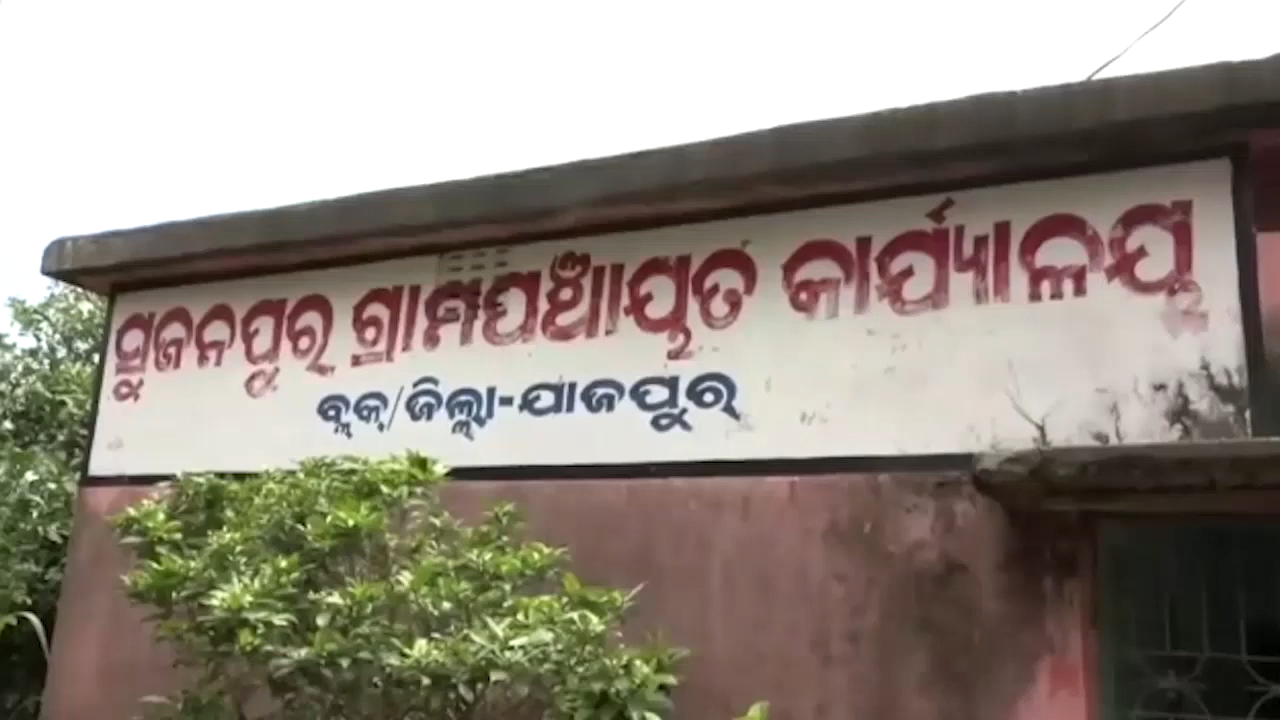 ସୁଜନପୁର୍ ଗ୍ରାମପଞ୍ଚାୟତ କାର୍ଯ୍ୟାଳୟ
ବ୍ଲକ୍/ଜିଲ୍ଲା-ଯାଜପୁର୍